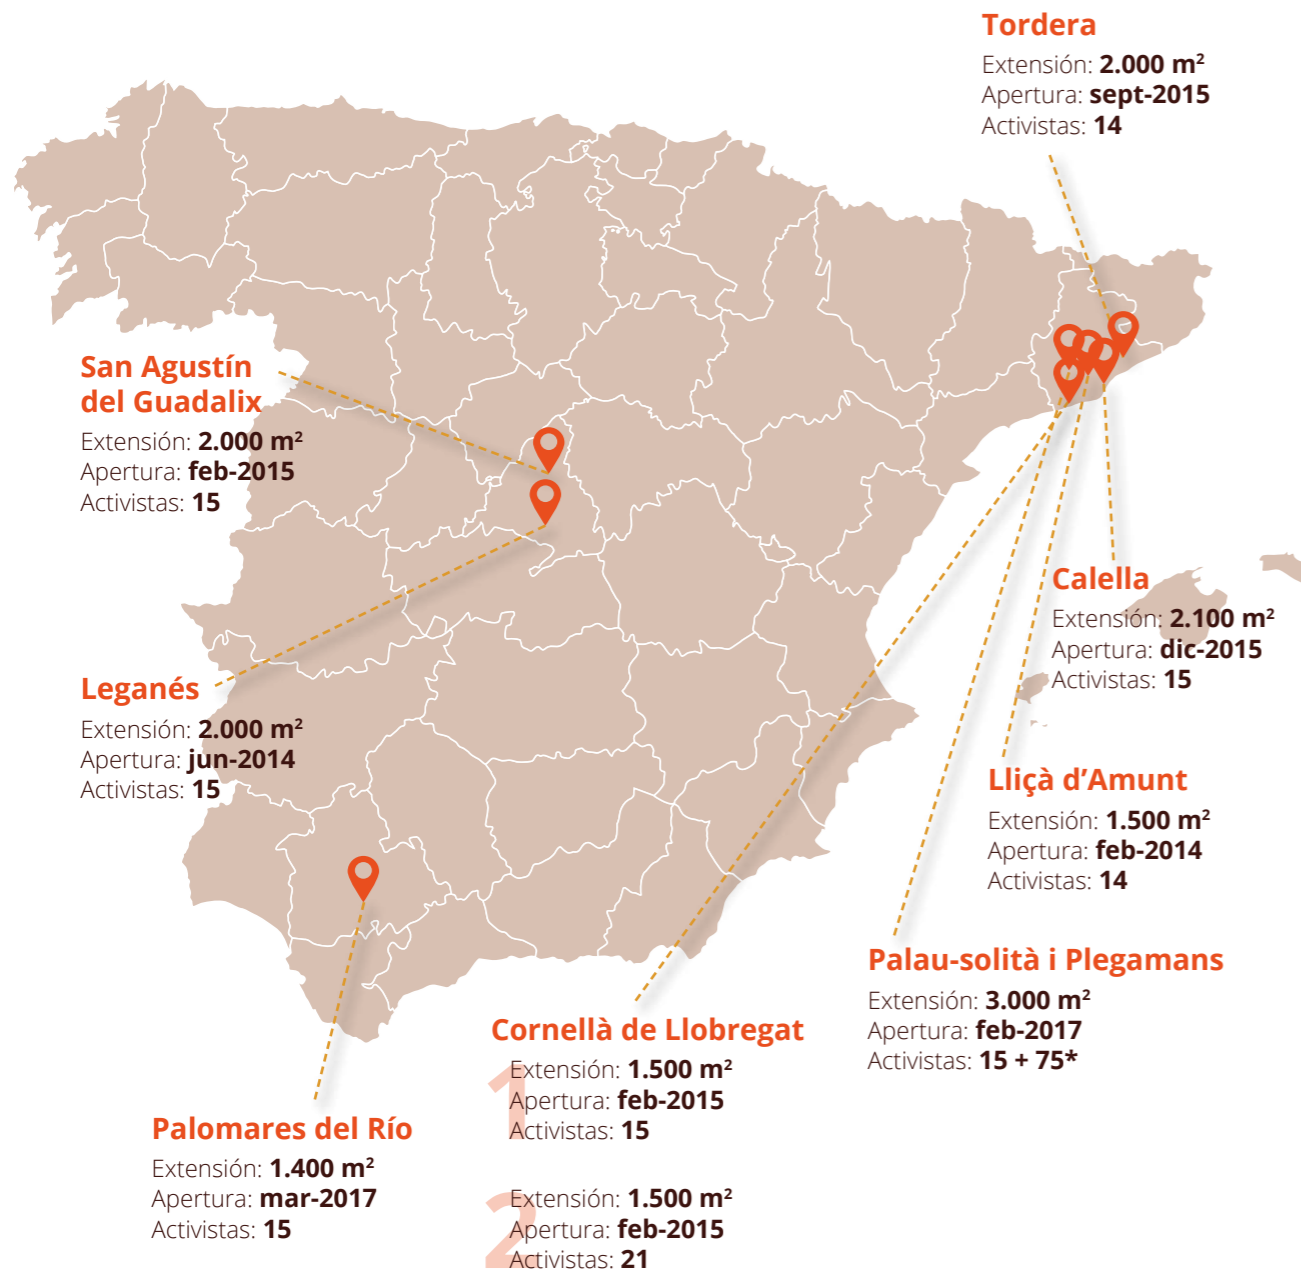 Tordera
Extensión: 2.000 m²
Apertura: sept-2015
Activistas: 14
San Agustín
del Guadalix
Extensión: 2.000 m²
Apertura: feb-2015
Activistas: 15
Calella
Extensión: 2.100 m²
Apertura: dic-2015
Activistas: 15
Leganés
Extensión: 2.000 m²
Apertura: jun-2014
Activistas: 15
Lliçà d’Amunt
Extensión: 1.500 m²
Apertura: feb-2014
Activistas: 14
Palau-solità i Plegamans
Extensión: 3.000 m²
Apertura: feb-2017
Activistas: 15 + 75*
Cornellà de Llobregat
1
Extensión: 1.500 m²
Apertura: feb-2015
Activistas: 15
2
Extensión: 1.500 m²
Apertura: feb-2015
Activistas: 21
Palomares del Río
Extensión: 1.400 m²
Apertura: mar-2017
Activistas: 15